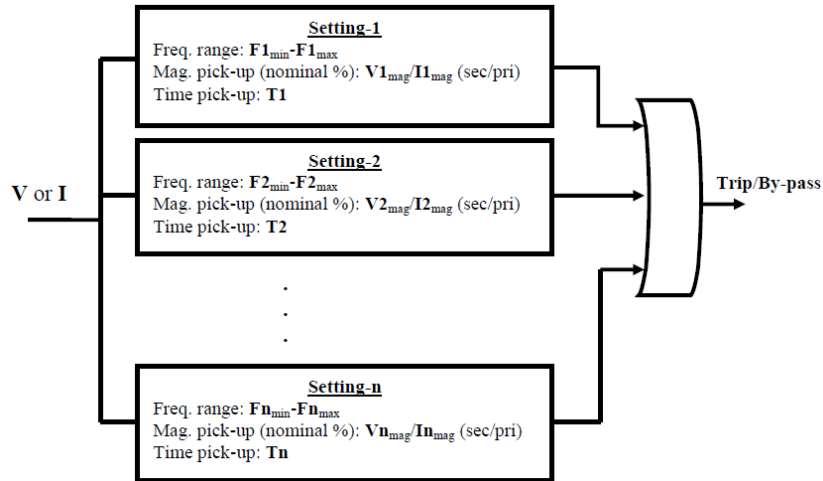 Setting-1
Freq. range: F1min-F1max
Mag. pick-up (nominal %): V1mag/I1mag (sec/pri)
Time pick-up: T1
Setting-2
Freq. range: F2min-F2max
Mag. pick-up (nominal %): V2mag/I2mag (sec/pri)
Time pick-up: T2
V or I
Trip/By-pass
.
.
.
Setting-n
Freq. range: Fnmin-Fnmax
Mag. pick-up (nominal %): Vnmag/Inmag (sec/pri)
Time pick-up: Tn